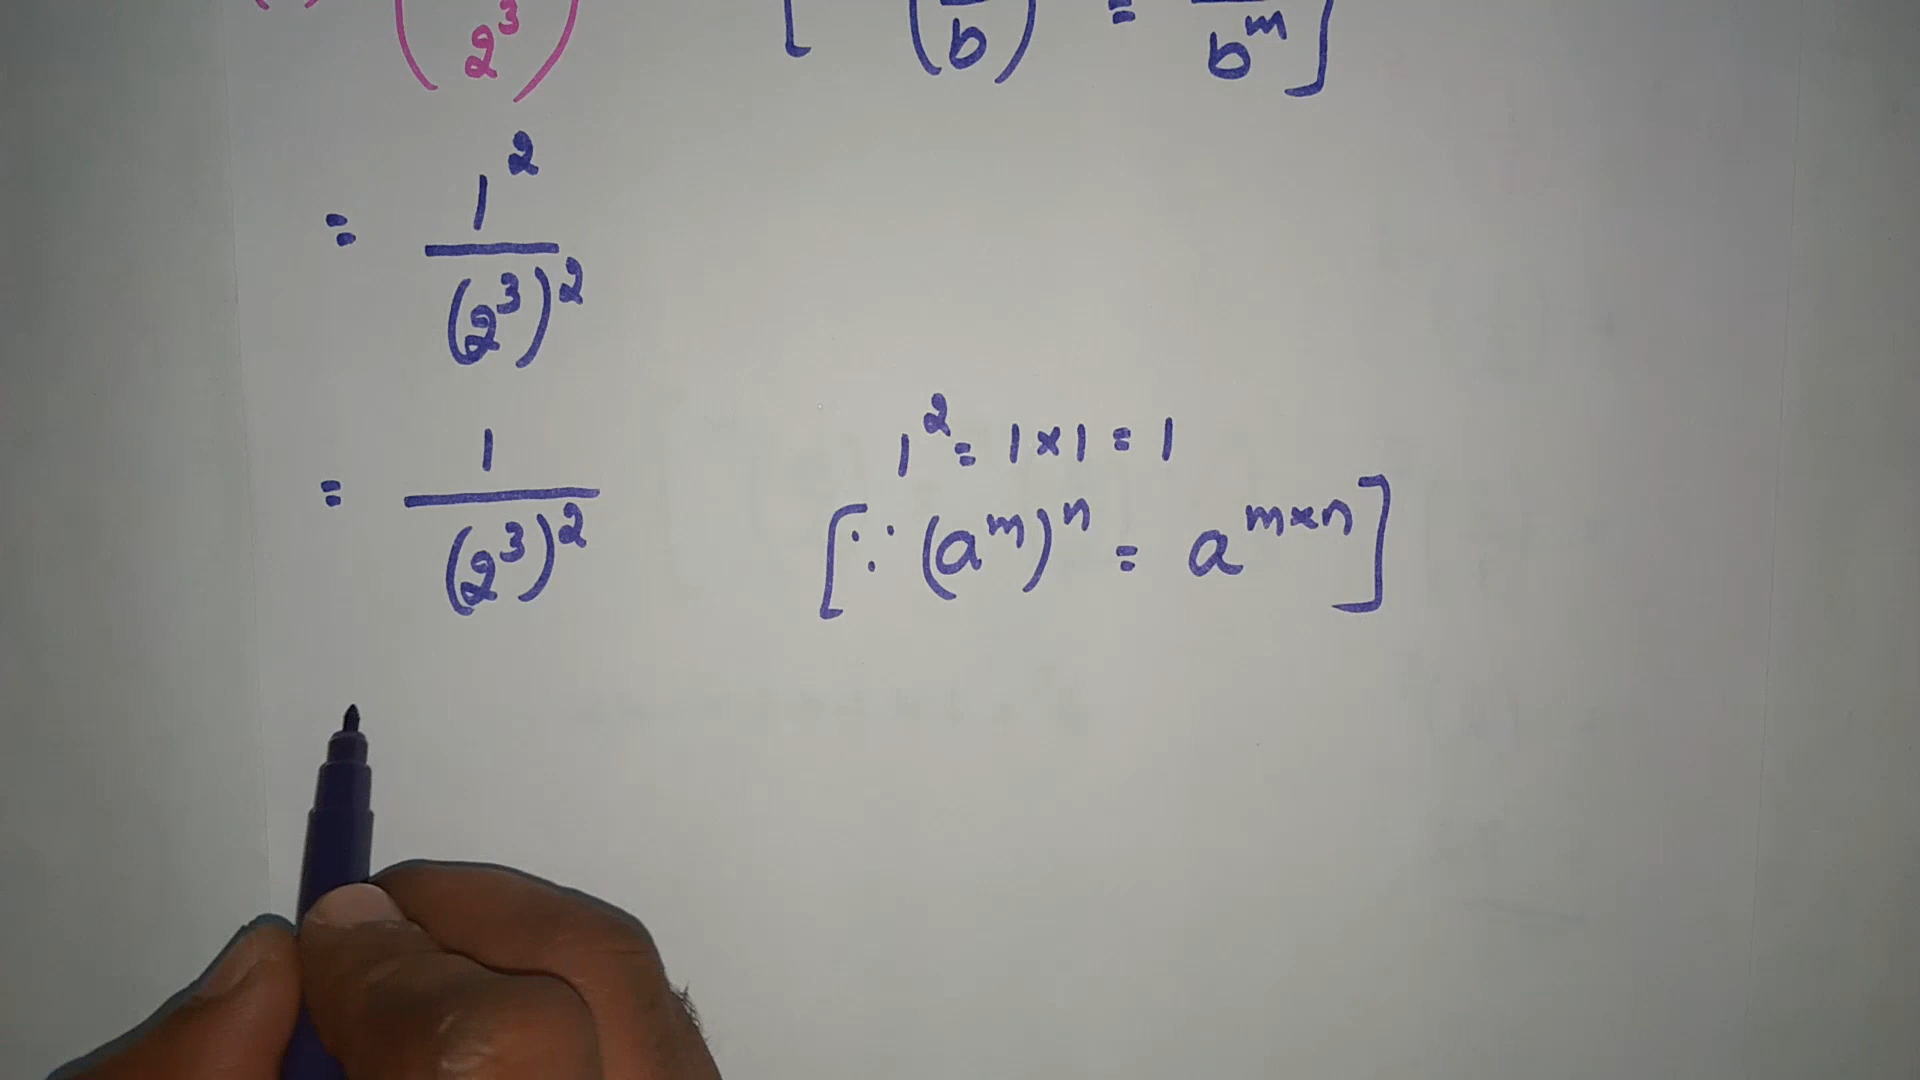 ( 2³ ) [ ( b ) = bᵐ ]
= 1² / (2³)²
= 1 / (2³)² 1² = 1 × 1 = 1
[∵ (aᵐ)ⁿ = aᵐˣⁿ]